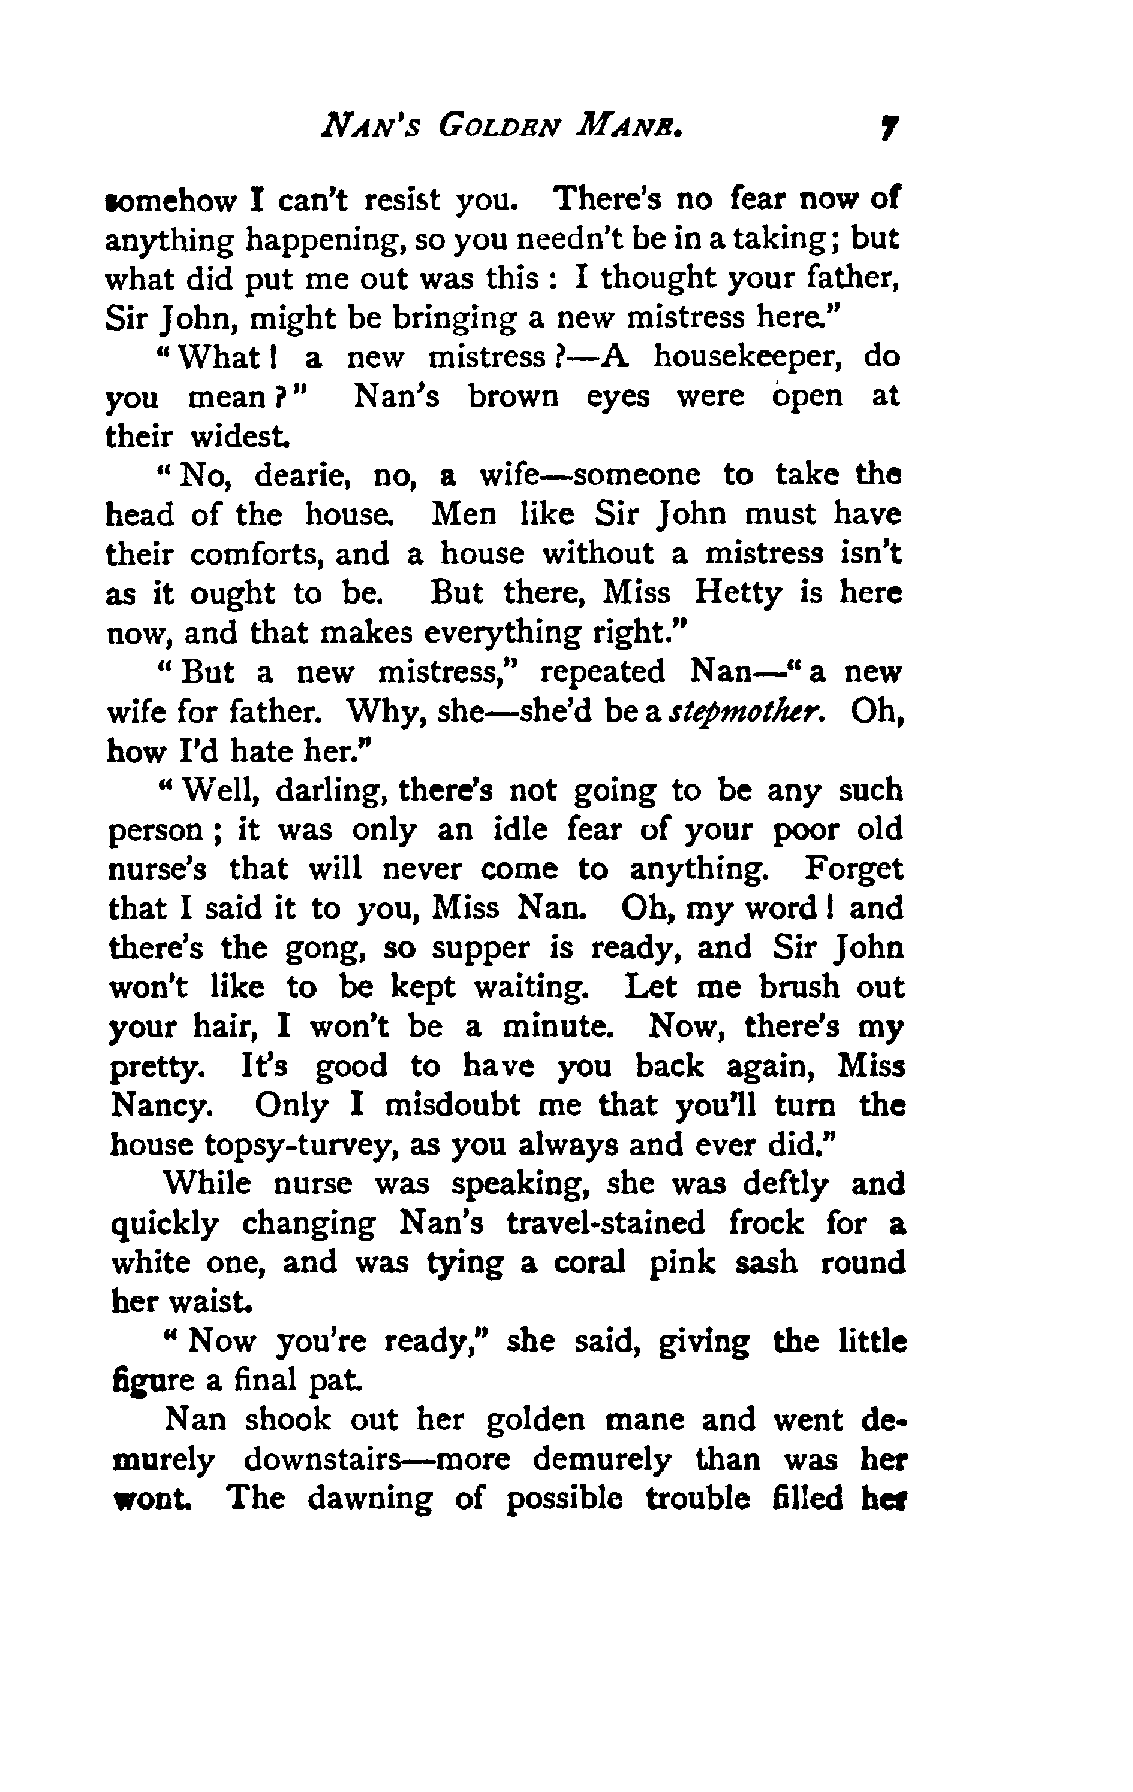 NAN'S GOLDEN MANE. 7
somehow I can't resist you. There's no fear now of
anything happening, so you needn't be in a taking; but
what did put me out was this: I thought your father,
Sir John, might be bringing a new mistress here."
"What! a new mistress?—A housekeeper, do
you mean?" Nan's brown eyes were open at
their widest.
"No, dearie, no, a wife—someone to take the
head of the house. Men like Sir John must have
their comforts, and a house without a mistress isn't
as it ought to be. But there, Miss Hetty is here
now, and that makes everything right."
"But a new mistress," repeated Nan—"a new
wife for father. Why, she—she'd be a stepmother. Oh,
how I'd hate her."
"Well, darling, there's not going to be any such
person; it was only an idle fear of your poor old
nurse's that will never come to anything. Forget
that I said it to you, Miss Nan. Oh, my word! and
there's the gong, so supper is ready, and Sir John
won't like to be kept waiting. Let me brush out
your hair, I won't be a minute. Now, there's my
pretty. It's good to have you back again, Miss
Nancy. Only I misdoubt me that you'll turn the
house topsy-turvey, as you always and ever did."
While nurse was speaking, she was deftly and
quickly changing Nan's travel-stained frock for a
white one, and was tying a coral pink sash round
her waist.
"Now you're ready," she said, giving the little
figure a final pat.
Nan shook out her golden mane and went de-
murely downstairs—more demurely than was her
wont. The dawning of possible trouble filled her